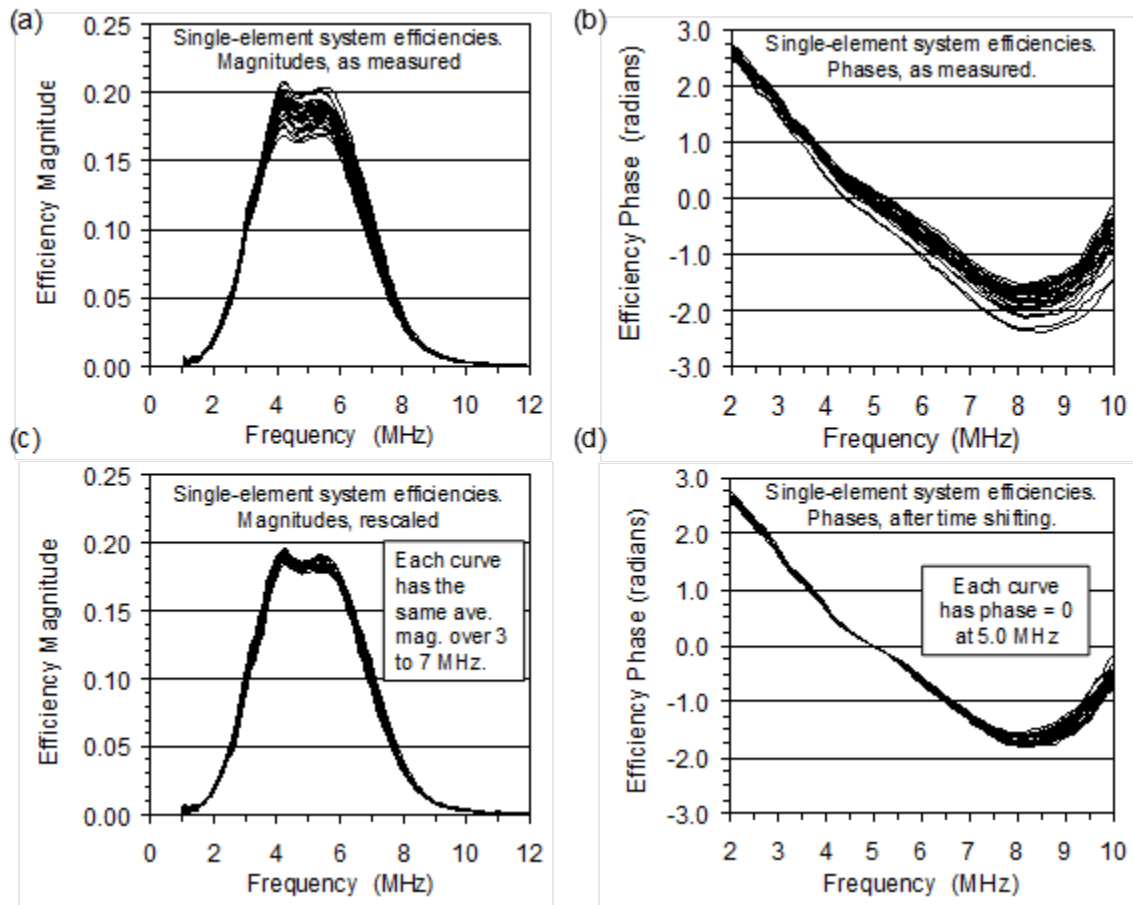 (a)
Single-element system efficiencies.
Magnitudes, as measured
Efficiency Magnitude
0.25
0.20
0.15
0.10
0.05
0.00
0 2 4 6 8 10 12
Frequency (MHz)
(b)
Single-element system efficiencies.
Phases, as measured.
Efficiency Phase (radians)
3.0
2.0
1.0
0.0
-1.0
-2.0
-3.0
2 3 4 5 6 7 8 9 10
Frequency (MHz)
(c)
Single-element system efficiencies.
Magnitudes, rescaled
Each curve
has the
same ave.
mag. over 3
to 7 MHz.
Efficiency Magnitude
0.25
0.20
0.15
0.10
0.05
0.00
0 2 4 6 8 10 12
Frequency (MHz)
(d)
Single-element system efficiencies.
Phases, after time shifting.
Each curve
has phase = 0
at 5.0 MHz
Efficiency Phase (radians)
3.0
2.0
1.0
0.0
-1.0
-2.0
-3.0
2 3 4 5 6 7 8 9 10
Frequency (MHz)